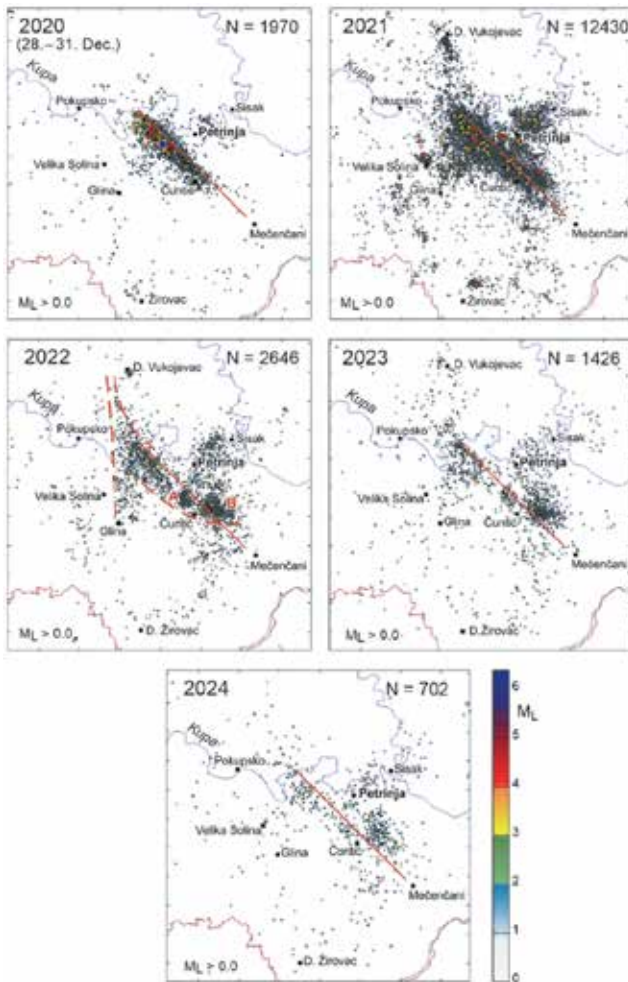 2020
(28.–31. Dec.)
N = 1970
Kupa
Pokupsko
Sisak
Petrinja
Velika Solina
Glina
Čuntić
Mečenčani
Žirovac
ML > 0.0
2021
N = 12430
D. Vukojevac
Kupa
Pokupsko
Sisak
Petrinja
Velika Solina
Glina
Čuntić
Mečenčani
Žirovac
ML > 0.0
2022
N = 2646
D. Vukojevac
Kupa
Pokupsko
Sisak
Petrinja
Velika Solina
A
B
Čuntić
Glina
Mečenčani
D. Žirovac
ML > 0.0
2023
N = 1426
D. Vukojevac
Kupa
Pokupsko
Sisak
Petrinja
Velika Solina
Glina
Čuntić
Mečenčani
D.Žirovac
ML > 0.0
2024
N = 702
Kupa
Pokupsko
Sisak
Petrinja
Velika Solina
Glina
Čuntić
Mečenčani
D. Žirovac
ML > 0.0
6
ML
5
4
3
2
1
0